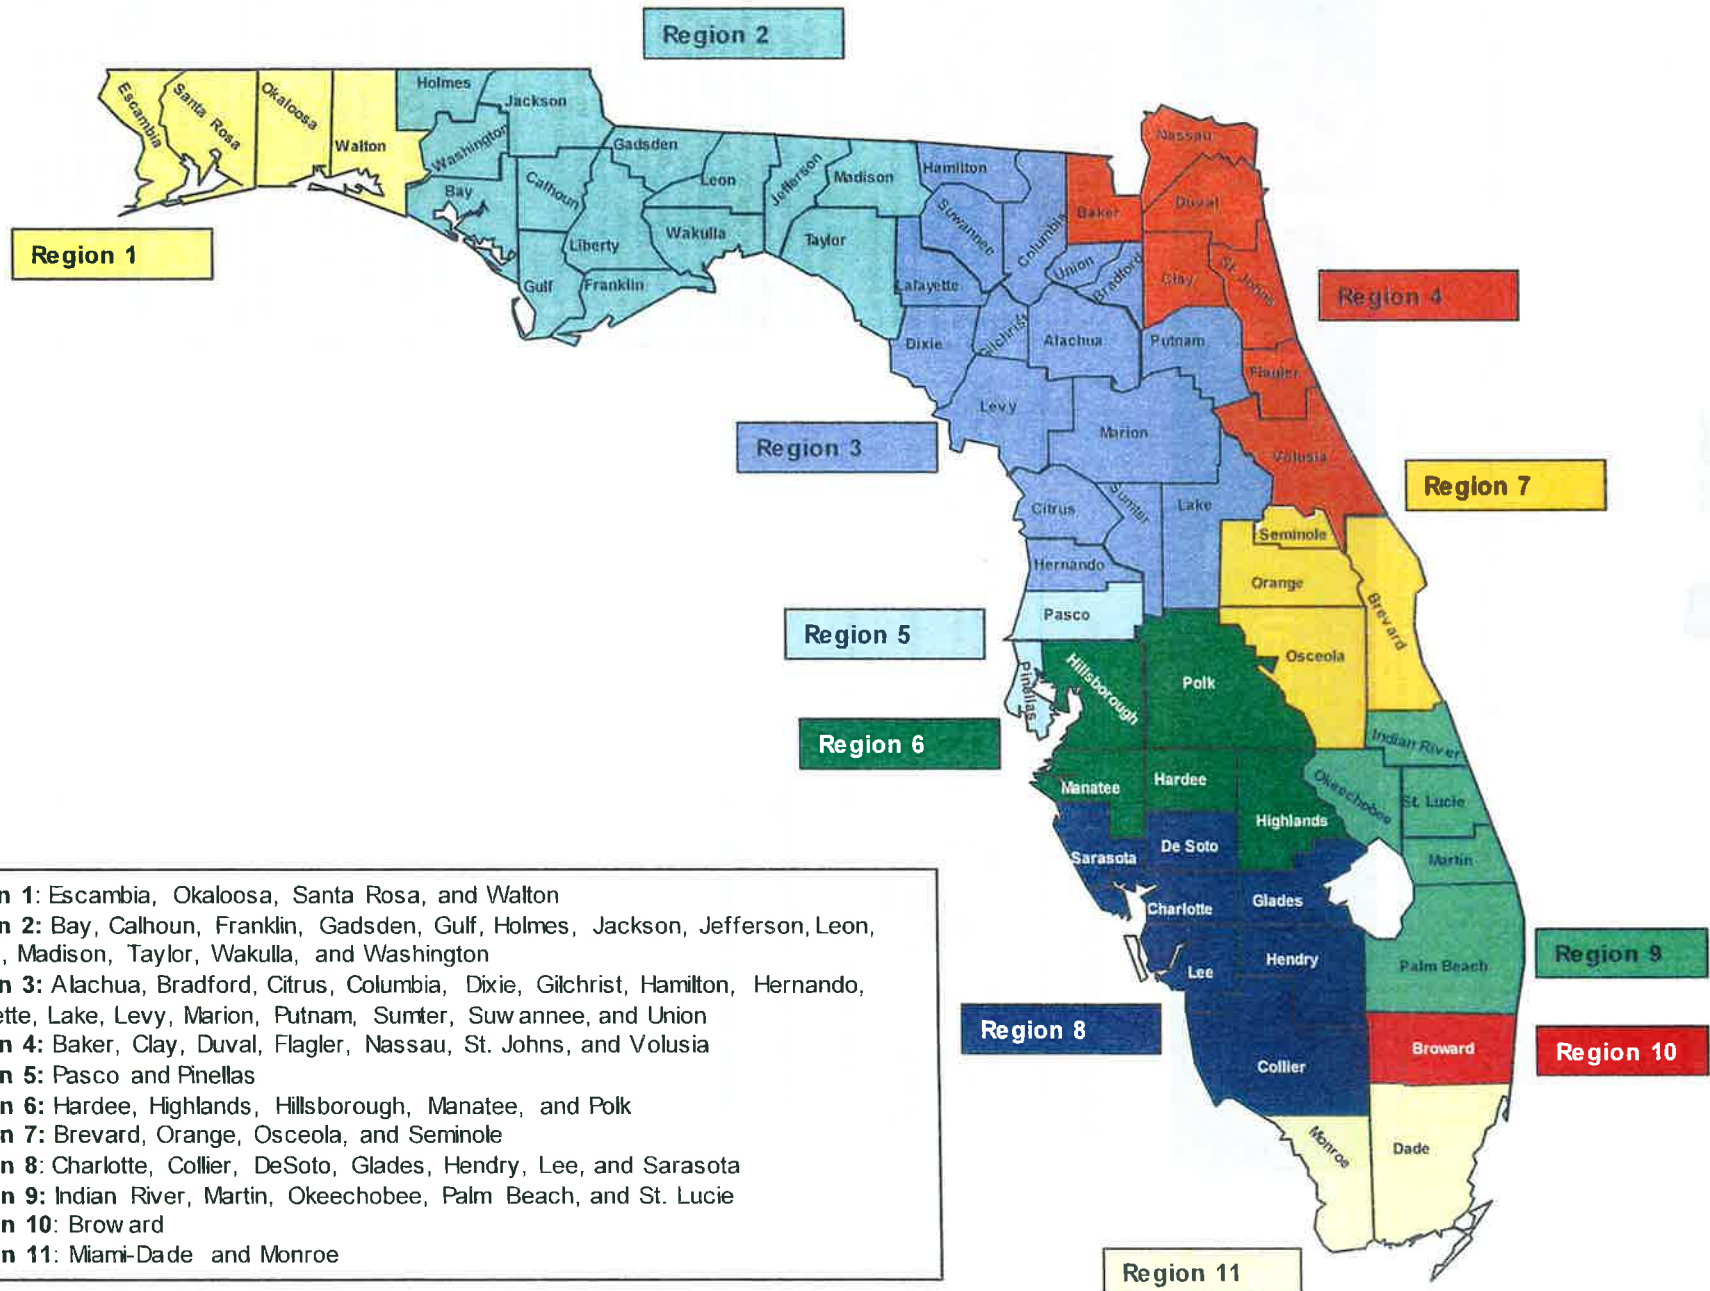 Region 2
Holmes
Jackson
Escambia
Santa Rosa
Okaloosa
Walton
Washington
Gadsden
Bay
Calhoun
Leon
Jefferson
Madison
Hamilton
Nassau
Liberty
Wakulla
Taylor
Suwannee
Columbia
Baker
Duval
Region 1
Gulf
Franklin
Lafayette
Union
Bradford
Clay
St. Johns
Region 4
Dixie
Gilchrist
Alachua
Putnam
Flagler
Levy
Marion
Region 3
Volusia
Region 7
Citrus
Sumter
Lake
Seminole
Hernando
Orange
Brevard
Pasco
Region 5
Osceola
Pinellas
Hillsborough
Polk
Region 6
Indian River
Manatee
Hardee
Okeechobee
St. Lucie
Highlands
Sarasota
De Soto
Martin
Charlotte
Glades
Lee
Hendry
Palm Beach
Region 9
Region 8
Collier
Broward
Region 10
Monroe
Dade
Region 11
n 1: Escambia, Okaloosa, Santa Rosa, and Walton
n 2: Bay, Calhoun, Franklin, Gadsden, Gulf, Holmes, Jackson, Jefferson, Leon,
, Madison, Taylor, Wakulla, and Washington
n 3: Alachua, Bradford, Citrus, Columbia, Dixie, Gilchrist, Hamilton, Hernando,
ette, Lake, Levy, Marion, Putnam, Sumter, Suwannee, and Union
n 4: Baker, Clay, Duval, Flagler, Nassau, St. Johns, and Volusia
n 5: Pasco and Pinellas
n 6: Hardee, Highlands, Hillsborough, Manatee, and Polk
n 7: Brevard, Orange, Osceola, and Seminole
n 8: Charlotte, Collier, DeSoto, Glades, Hendry, Lee, and Sarasota
n 9: Indian River, Martin, Okeechobee, Palm Beach, and St. Lucie
n 10: Broward
n 11: Miami-Dade and Monroe